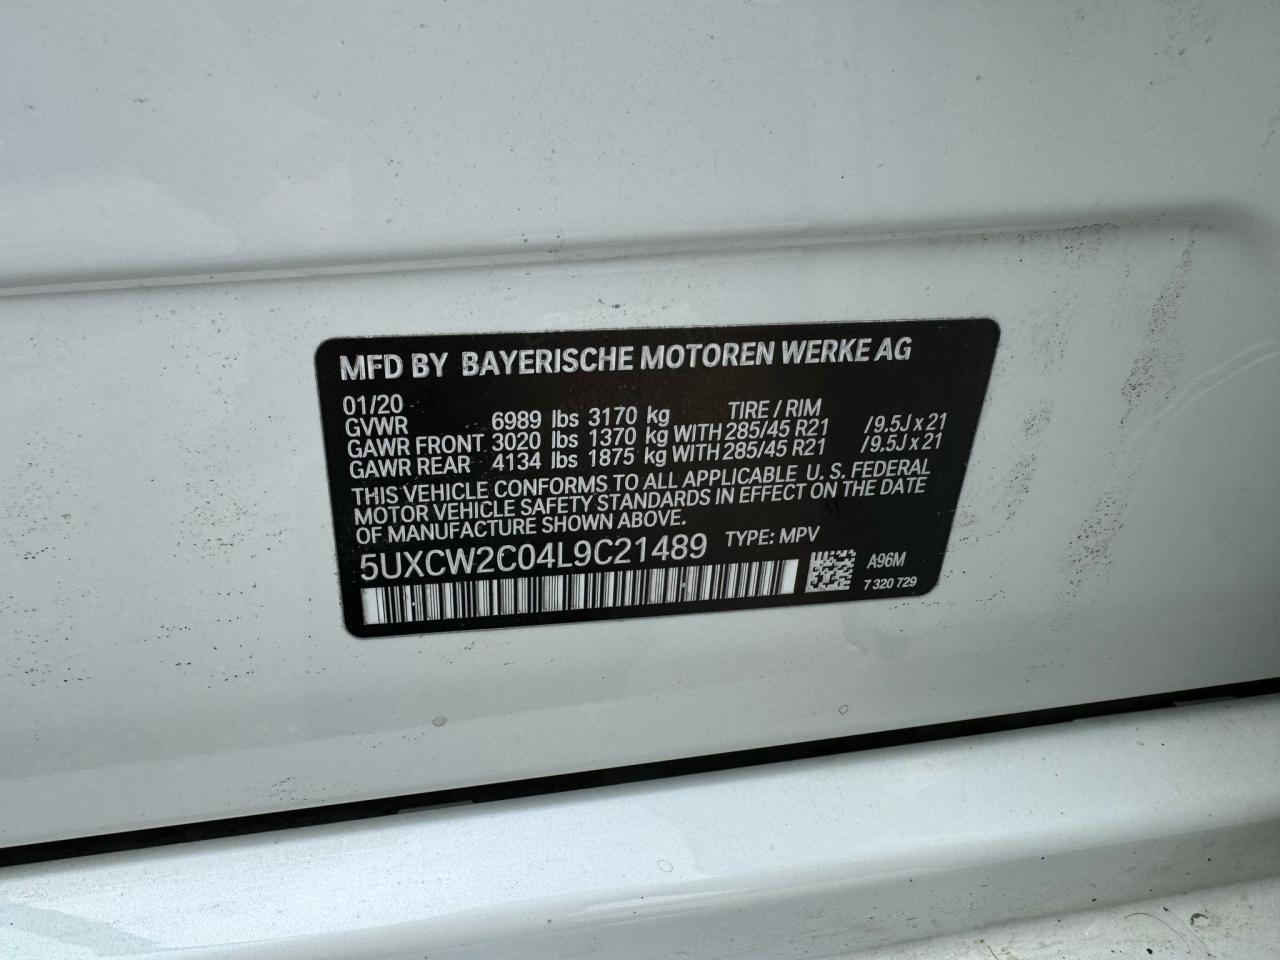 MFD BY BAYERISCHE MOTOREN WERKE AG
01/20 TIRE / RIM
GVWR 6989 lbs 3170 kg
GAWR FRONT 3020 lbs 1370 kg WITH 285/45 R21 /9.5J x 21
GAWR REAR 4134 lbs 1875 kg WITH 285/45 R21 /9.5J x 21
THIS VEHICLE CONFORMS TO ALL APPLICABLE U. S. FEDERAL
MOTOR VEHICLE SAFETY STANDARDS IN EFFECT ON THE DATE
OF MANUFACTURE SHOWN ABOVE.
5UXCW2C04L9C21489 TYPE: MPV
A96M
7 320 729